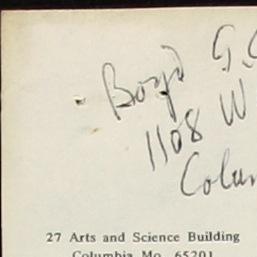 Boyd G.
1108 W
Colum
27 Arts and Science Building
Columbia, Mo. 65201